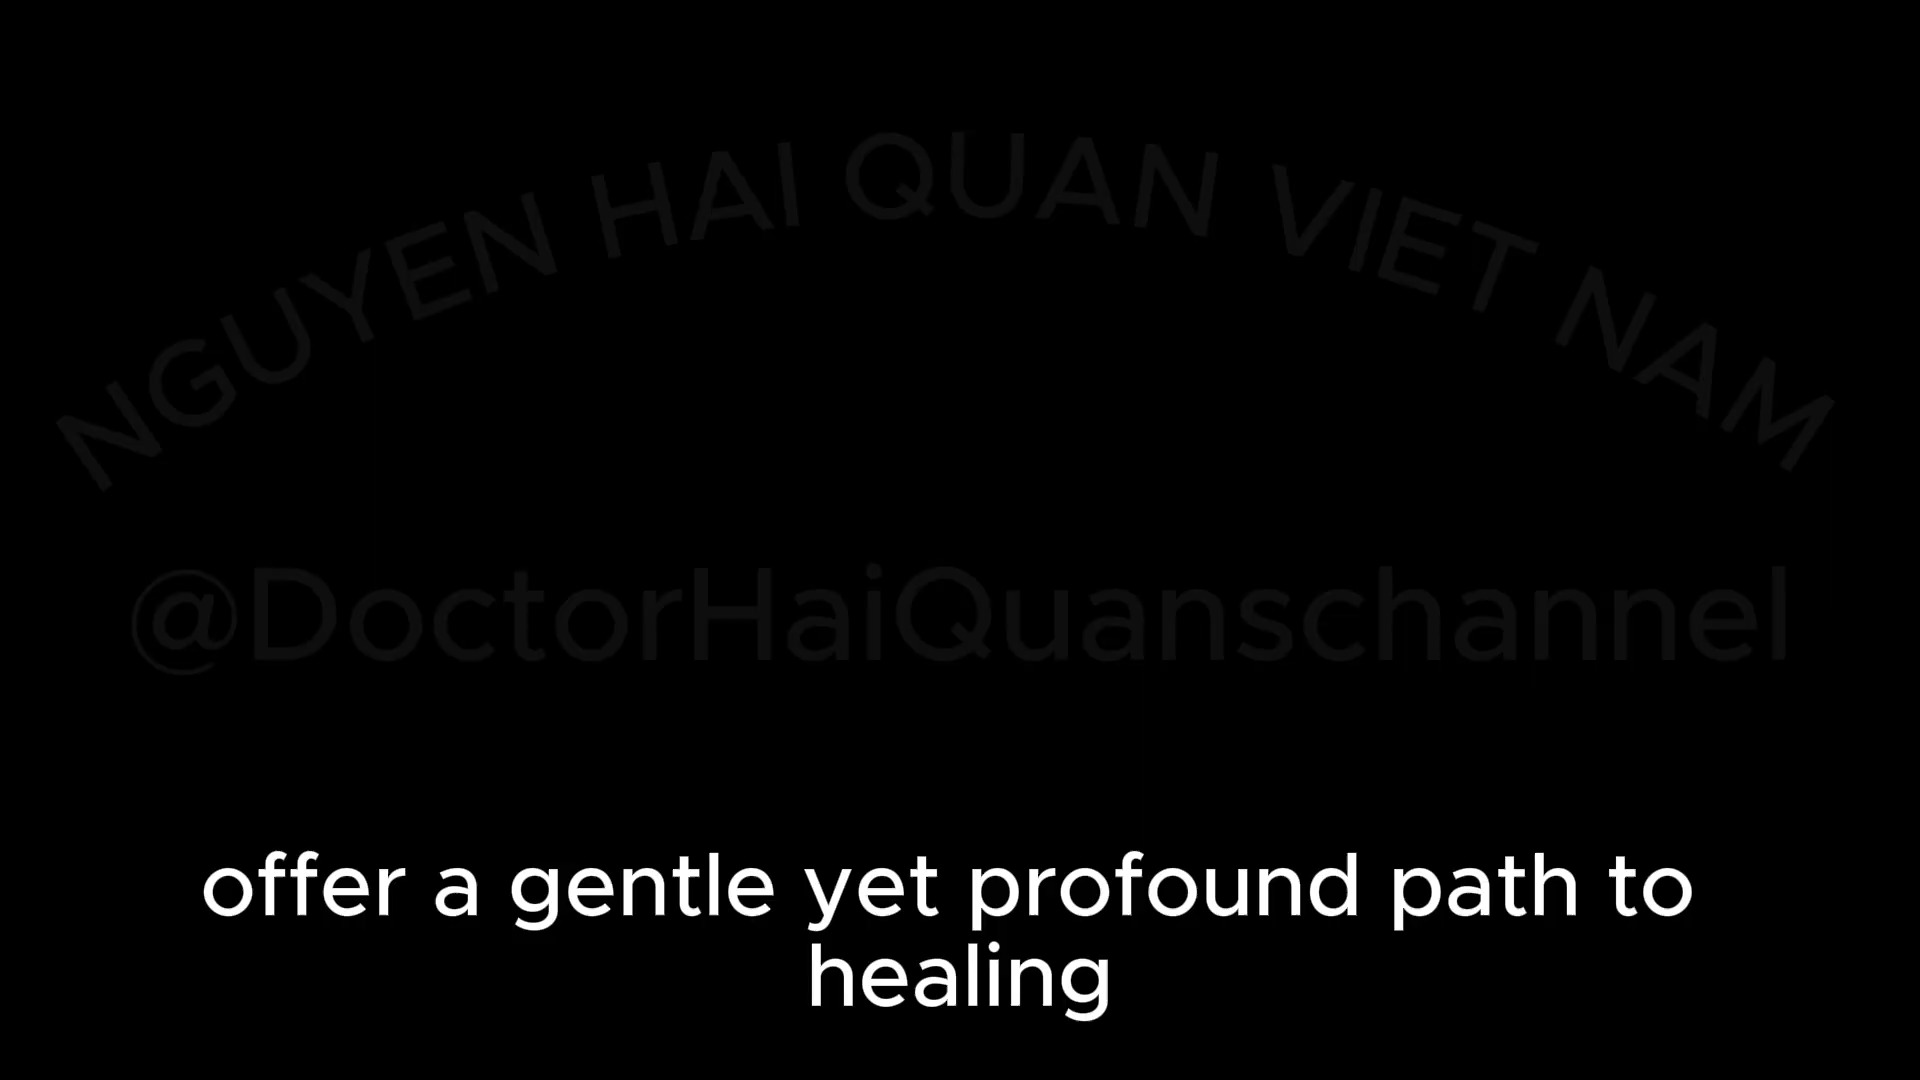 NGUYEN HAI QUAN VIET NAM
@DoctorHaiQuanschannel
offer a gentle yet profound path to
healing